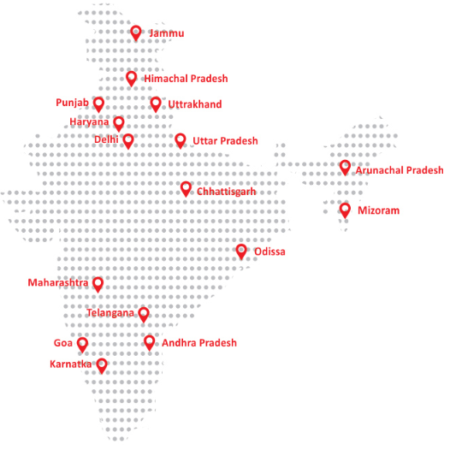 Jammu
Himachal Pradesh
Punjab
Uttrakhand
Haryana
Delhi
Uttar Pradesh
Arunachal Pradesh
Chhattisgarh
Mizoram
Odissa
Maharashtra
Telangana
Goa
Andhra Pradesh
Karnatka